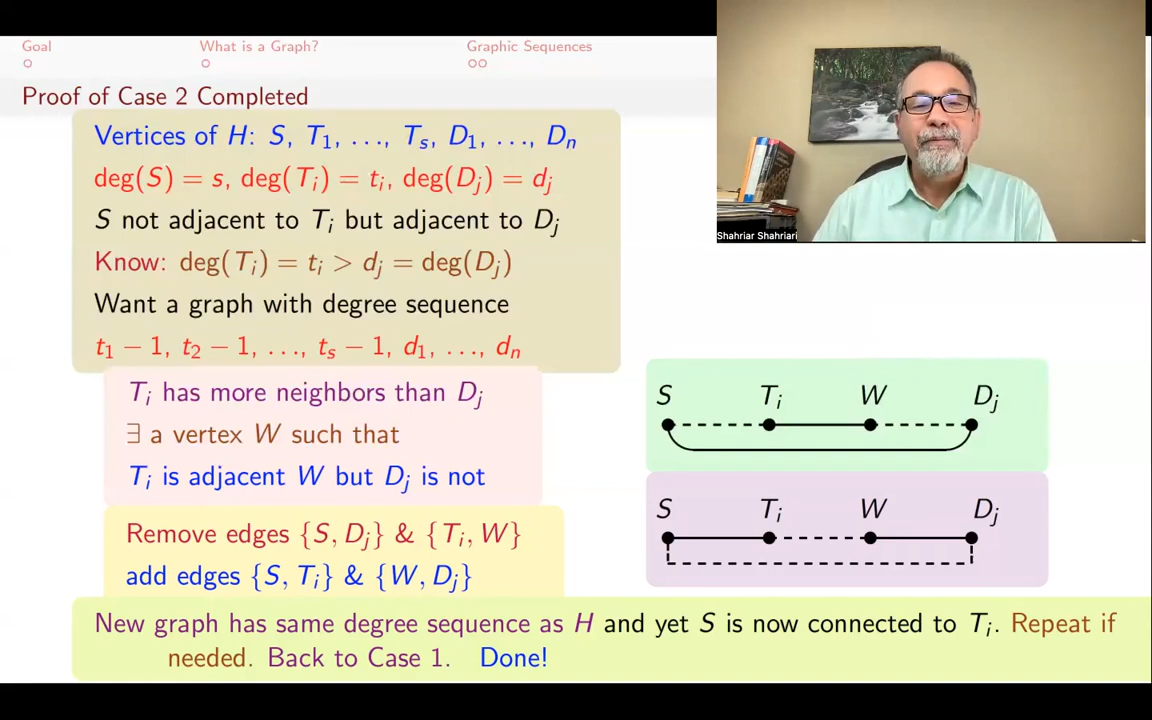 Goal
What is a Graph?
Graphic Sequences
Proof of Case 2 Completed
Vertices of H: S, T₁, …, Tₛ, D₁, …, Dₙ
deg(S) = s, deg(Tᵢ) = tᵢ, deg(Dⱼ) = dⱼ
S not adjacent to Tᵢ but adjacent to Dⱼ
Know: deg(Tᵢ) = tᵢ > dⱼ = deg(Dⱼ)
Want a graph with degree sequence
t₁ − 1, t₂ − 1, …, tₛ − 1, d₁, …, dₙ
Tᵢ has more neighbors than Dⱼ
∃ a vertex W such that
Tᵢ is adjacent W but Dⱼ is not
Remove edges {S, Dⱼ} & {Tᵢ, W}
add edges {S, Tᵢ} & {W, Dⱼ}
S Tᵢ W Dⱼ
S Tᵢ W Dⱼ
New graph has same degree sequence as H and yet S is now connected to Tᵢ. Repeat if
needed. Back to Case 1. Done!
Shahriar Shahriari